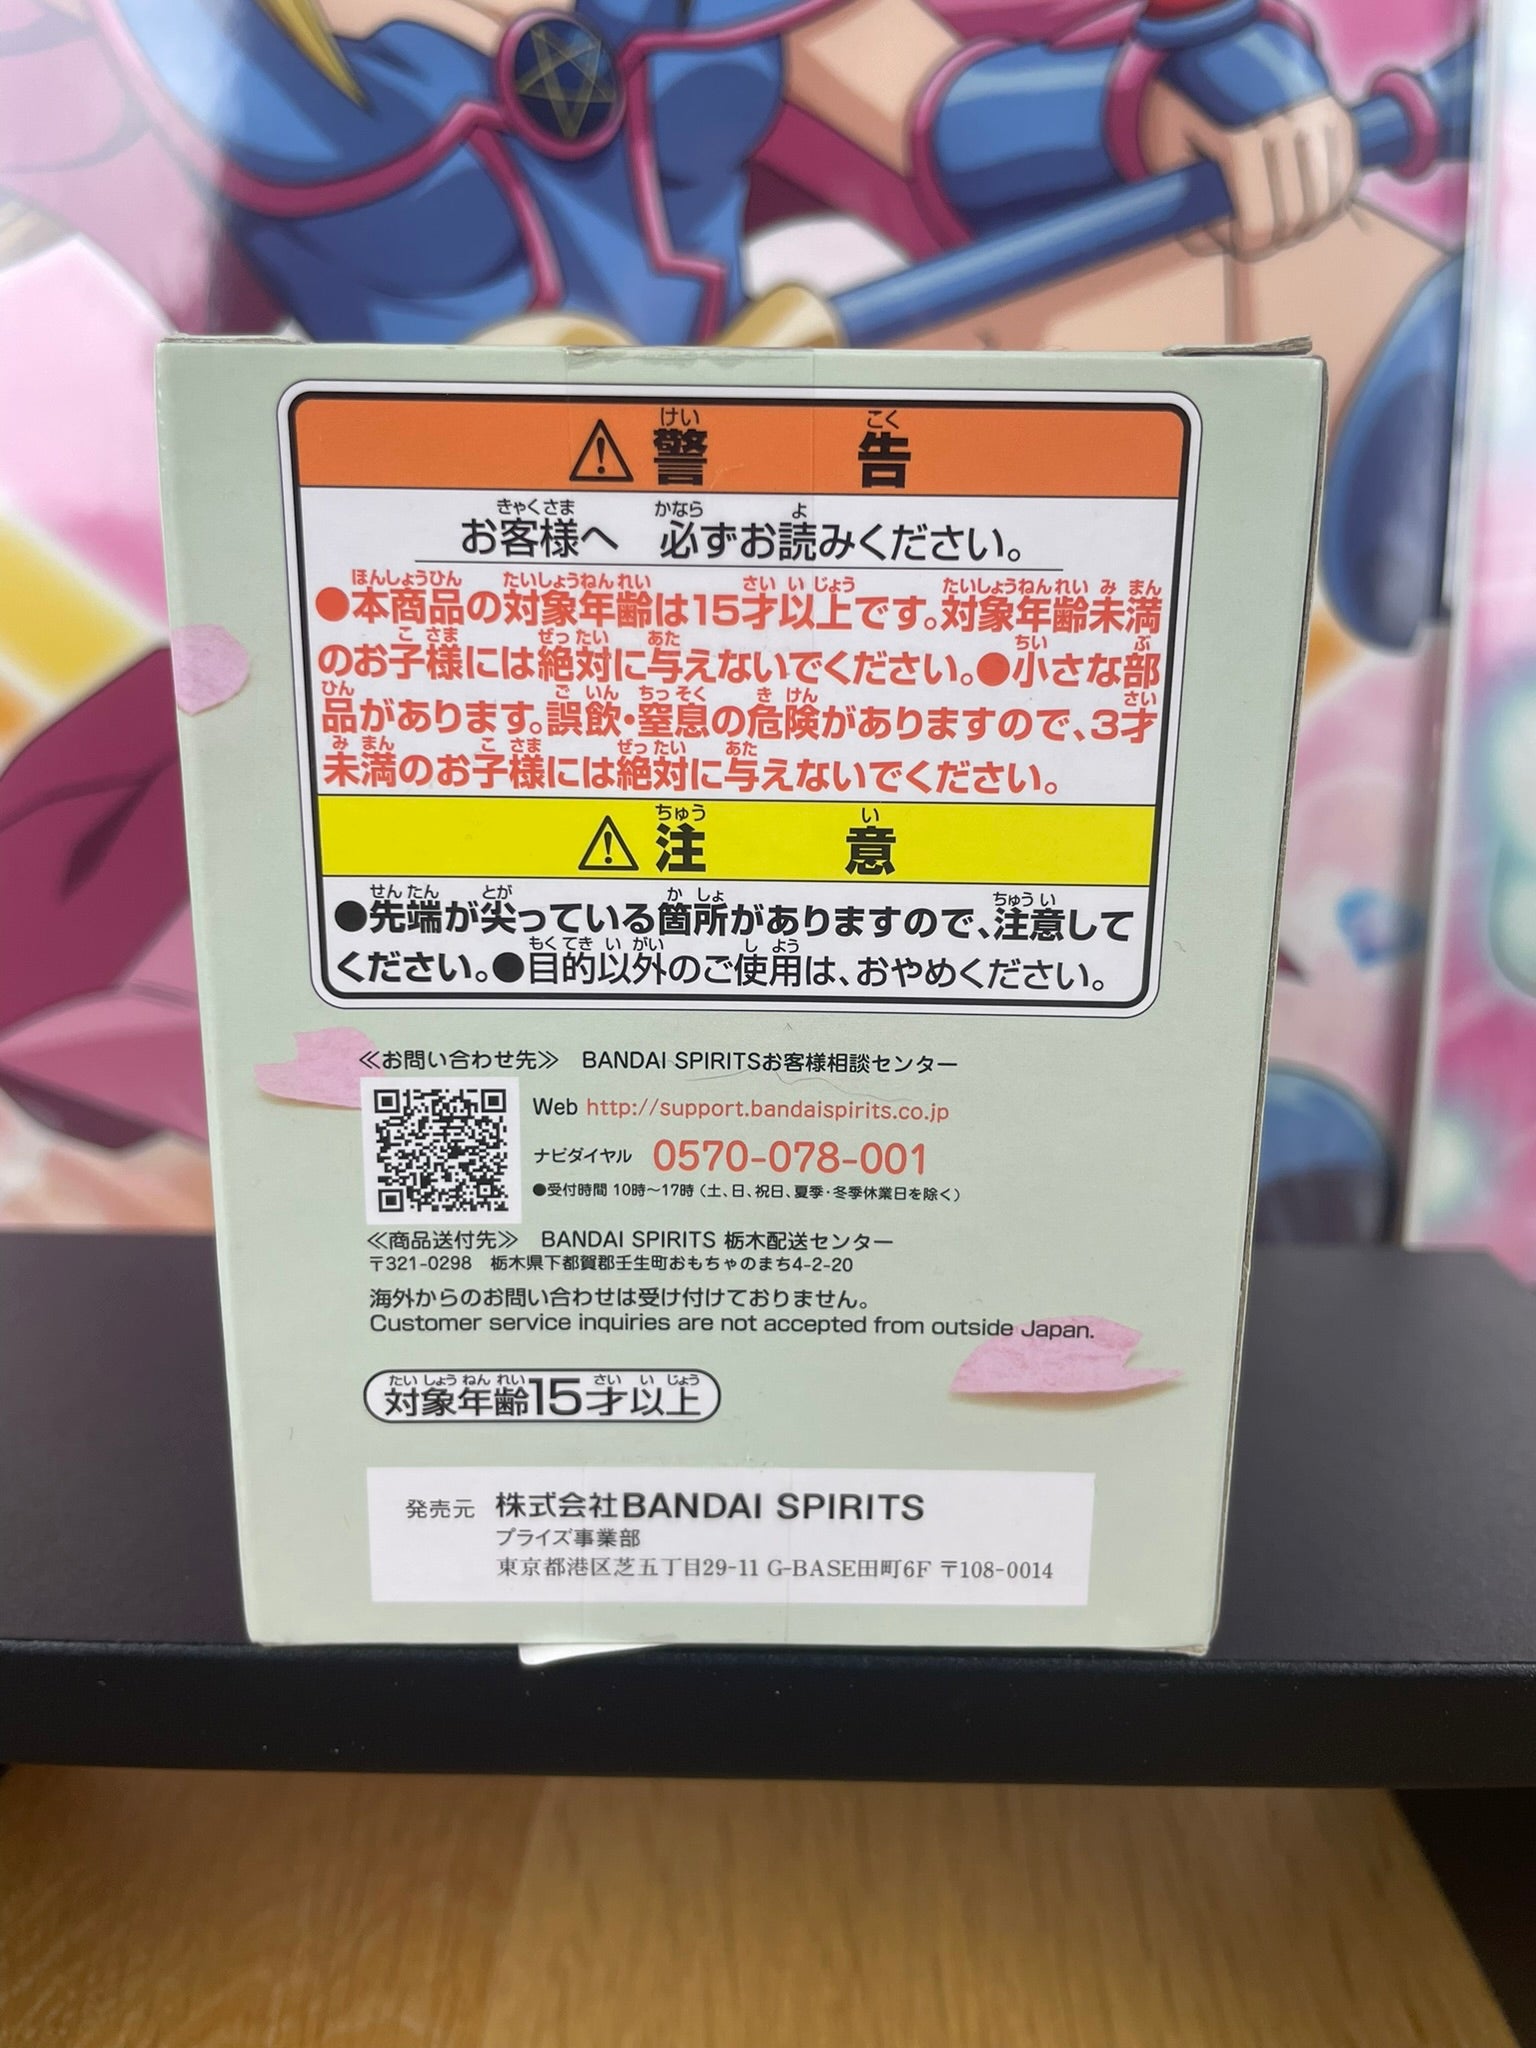 ⚠警告
お客様へ 必ずお読みください。
●本商品の対象年齢は15才以上です。対象年齢未満
のお子様には絶対に与えないでください。●小さな部
品があります。誤飲・窒息の危険がありますので、3才
未満のお子様には絶対に与えないでください。
⚠注意
●先端が尖っている箇所がありますので、注意して
ください。●目的以外のご使用は、おやめください。
≪お問い合わせ先≫ BANDAI SPIRITSお客様相談センター
Web http://support.bandaispirits.co.jp
ナビダイヤル 0570-078-001
●受付時間 10時〜17時（土、日、祝日、夏季・冬季休業日を除く）
≪商品送付先≫ BANDAI SPIRITS 栃木配送センター
〒321-0298 栃木県下都賀郡壬生町おもちゃのまち4-2-20
海外からのお問い合わせは受け付けておりません。
Customer service inquiries are not accepted from outside Japan.
対象年齢15才以上
発売元 株式会社BANDAI SPIRITS
プライズ事業部
東京都港区芝五丁目29-11 G-BASE田町6F 〒108-0014